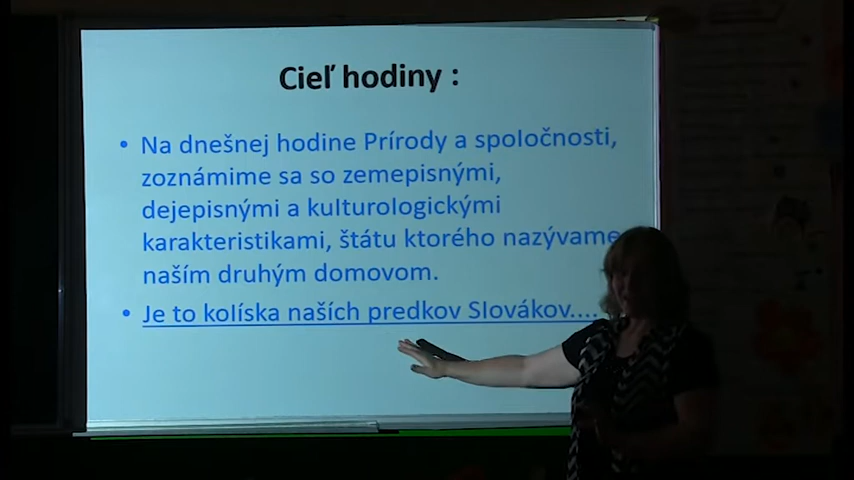 Cieľ hodiny :
• Na dnešnej hodine Prírody a spoločnosti,
zoznámime sa so zemepisnými,
dejepisnými a kulturologickými
karakteristikami, štátu ktorého nazývame
naším druhým domovom.
• Je to kolíska naších predkov Slovákov....